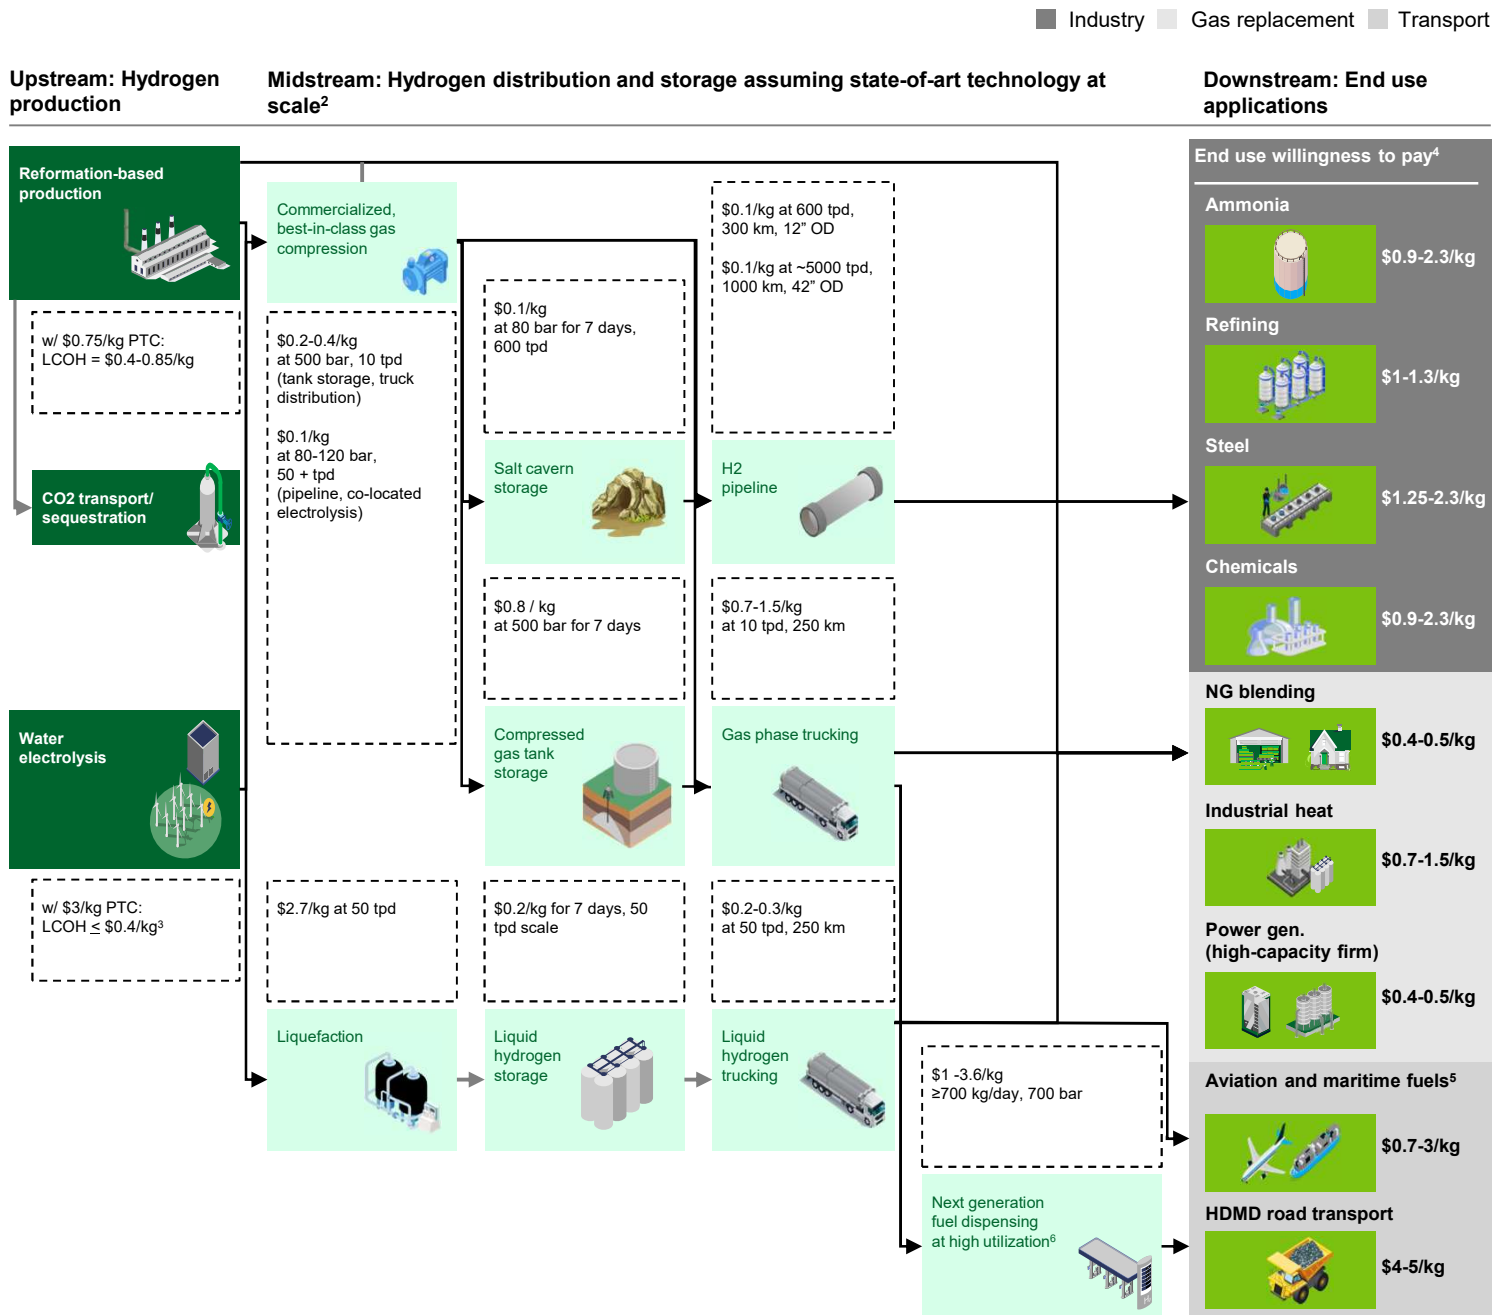 Industry
Gas replacement
Transport
Upstream: Hydrogen
production
Midstream: Hydrogen distribution and storage assuming state-of-art technology at
scale²
Downstream: End use
applications
Reformation-based
production
w/ $0.75/kg PTC:
LCOH = $0.4-0.85/kg
CO2 transport/
sequestration
Water
electrolysis
w/ $3/kg PTC:
LCOH ≤ $0.4/kg³
Commercialized,
best-in-class gas
compression
$0.2-0.4/kg
at 500 bar, 10 tpd
(tank storage, truck
distribution)
$0.1/kg
at 80-120 bar,
50 + tpd
(pipeline, co-located
electrolysis)
$2.7/kg at 50 tpd
Liquefaction
$0.1/kg
at 80 bar for 7 days,
600 tpd
Salt cavern
storage
$0.8 / kg
at 500 bar for 7 days
Compressed
gas tank
storage
$0.2/kg for 7 days, 50
tpd scale
Liquid
hydrogen
storage
$0.1/kg at 600 tpd,
300 km, 12” OD
$0.1/kg at ~5000 tpd,
1000 km, 42” OD
H2
pipeline
$0.7-1.5/kg
at 10 tpd, 250 km
Gas phase trucking
$0.2-0.3/kg
at 50 tpd, 250 km
Liquid
hydrogen
trucking
$1 -3.6/kg
≥700 kg/day, 700 bar
Next generation
fuel dispensing
at high utilization⁶
End use willingness to pay⁴
Ammonia
$0.9-2.3/kg
Refining
$1-1.3/kg
Steel
$1.25-2.3/kg
Chemicals
$0.9-2.3/kg
NG blending
$0.4-0.5/kg
Industrial heat
$0.7-1.5/kg
Power gen.
(high-capacity firm)
$0.4-0.5/kg
Aviation and maritime fuels⁵
$0.7-3/kg
HDMD road transport
$4-5/kg